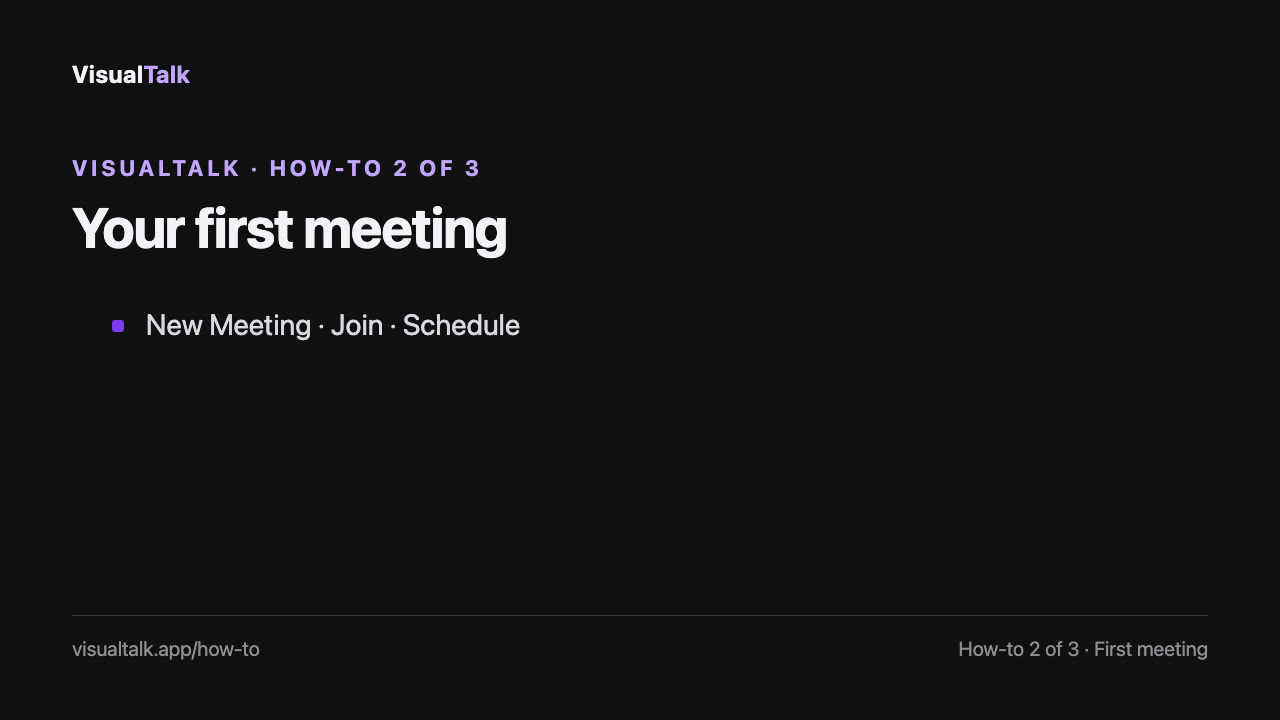 VisualTalk
VISUALTALK · HOW-TO 2 OF 3
Your first meeting
New Meeting · Join · Schedule
visualtalk.app/how-to
How-to 2 of 3 · First meeting